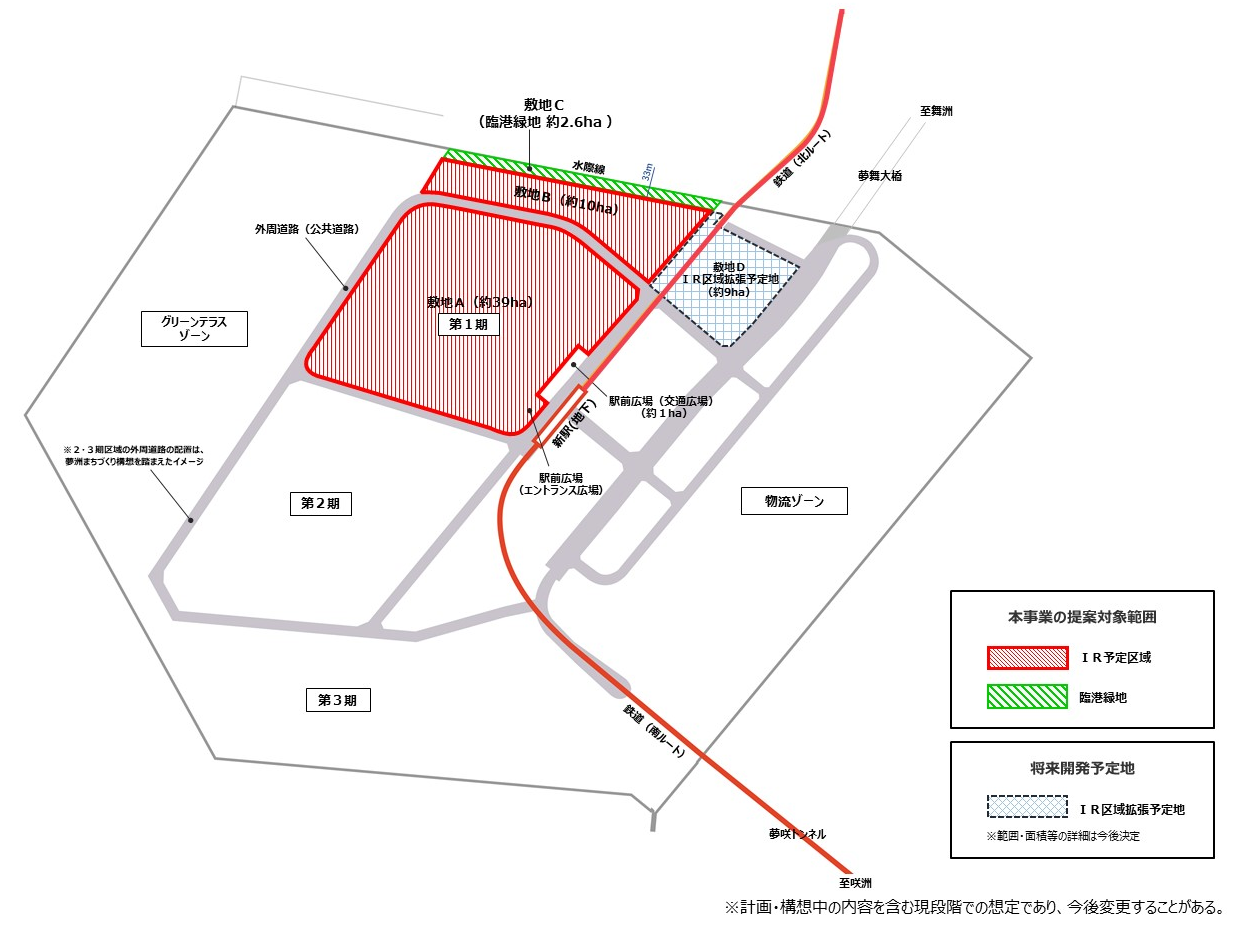 敷地Ｃ
（臨港緑地 約2.6ha ）
至舞洲
水際線
33m
鉄道（北ルート）
夢舞大橋
敷地Ｂ（約10ha）
外周道路（公共道路）
敷地Ｄ
ＩＲ区域拡張予定地
（約9ha）
敷地Ａ（約39ha）
第１期
グリーンテラス
ゾーン
駅前広場（交通広場）
（約１ha）
新駅(地下)
※２・３期区域の外周道路の配置は、
夢洲まちづくり構想を踏まえたイメージ
駅前広場
（エントランス広場）
第２期
物流ゾーン
第３期
鉄道（南ルート）
夢咲トンネル
至咲洲
本事業の提案対象範囲
ＩＲ予定区域
臨港緑地
将来開発予定地
ＩＲ区域拡張予定地
※範囲・面積等の詳細は今後決定
※計画・構想中の内容を含む現段階での想定であり、今後変更することがある。